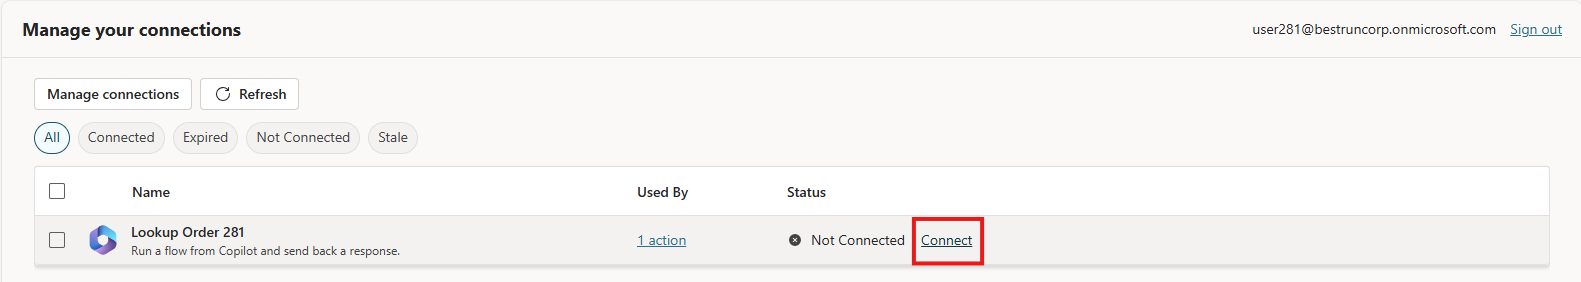 Manage your connections
user281@bestruncorp.onmicrosoft.com Sign out
Manage connections Refresh
All Connected Expired Not Connected Stale
Name Used By Status
Lookup Order 281 1 action Not Connected Connect
Run a flow from Copilot and send back a response.